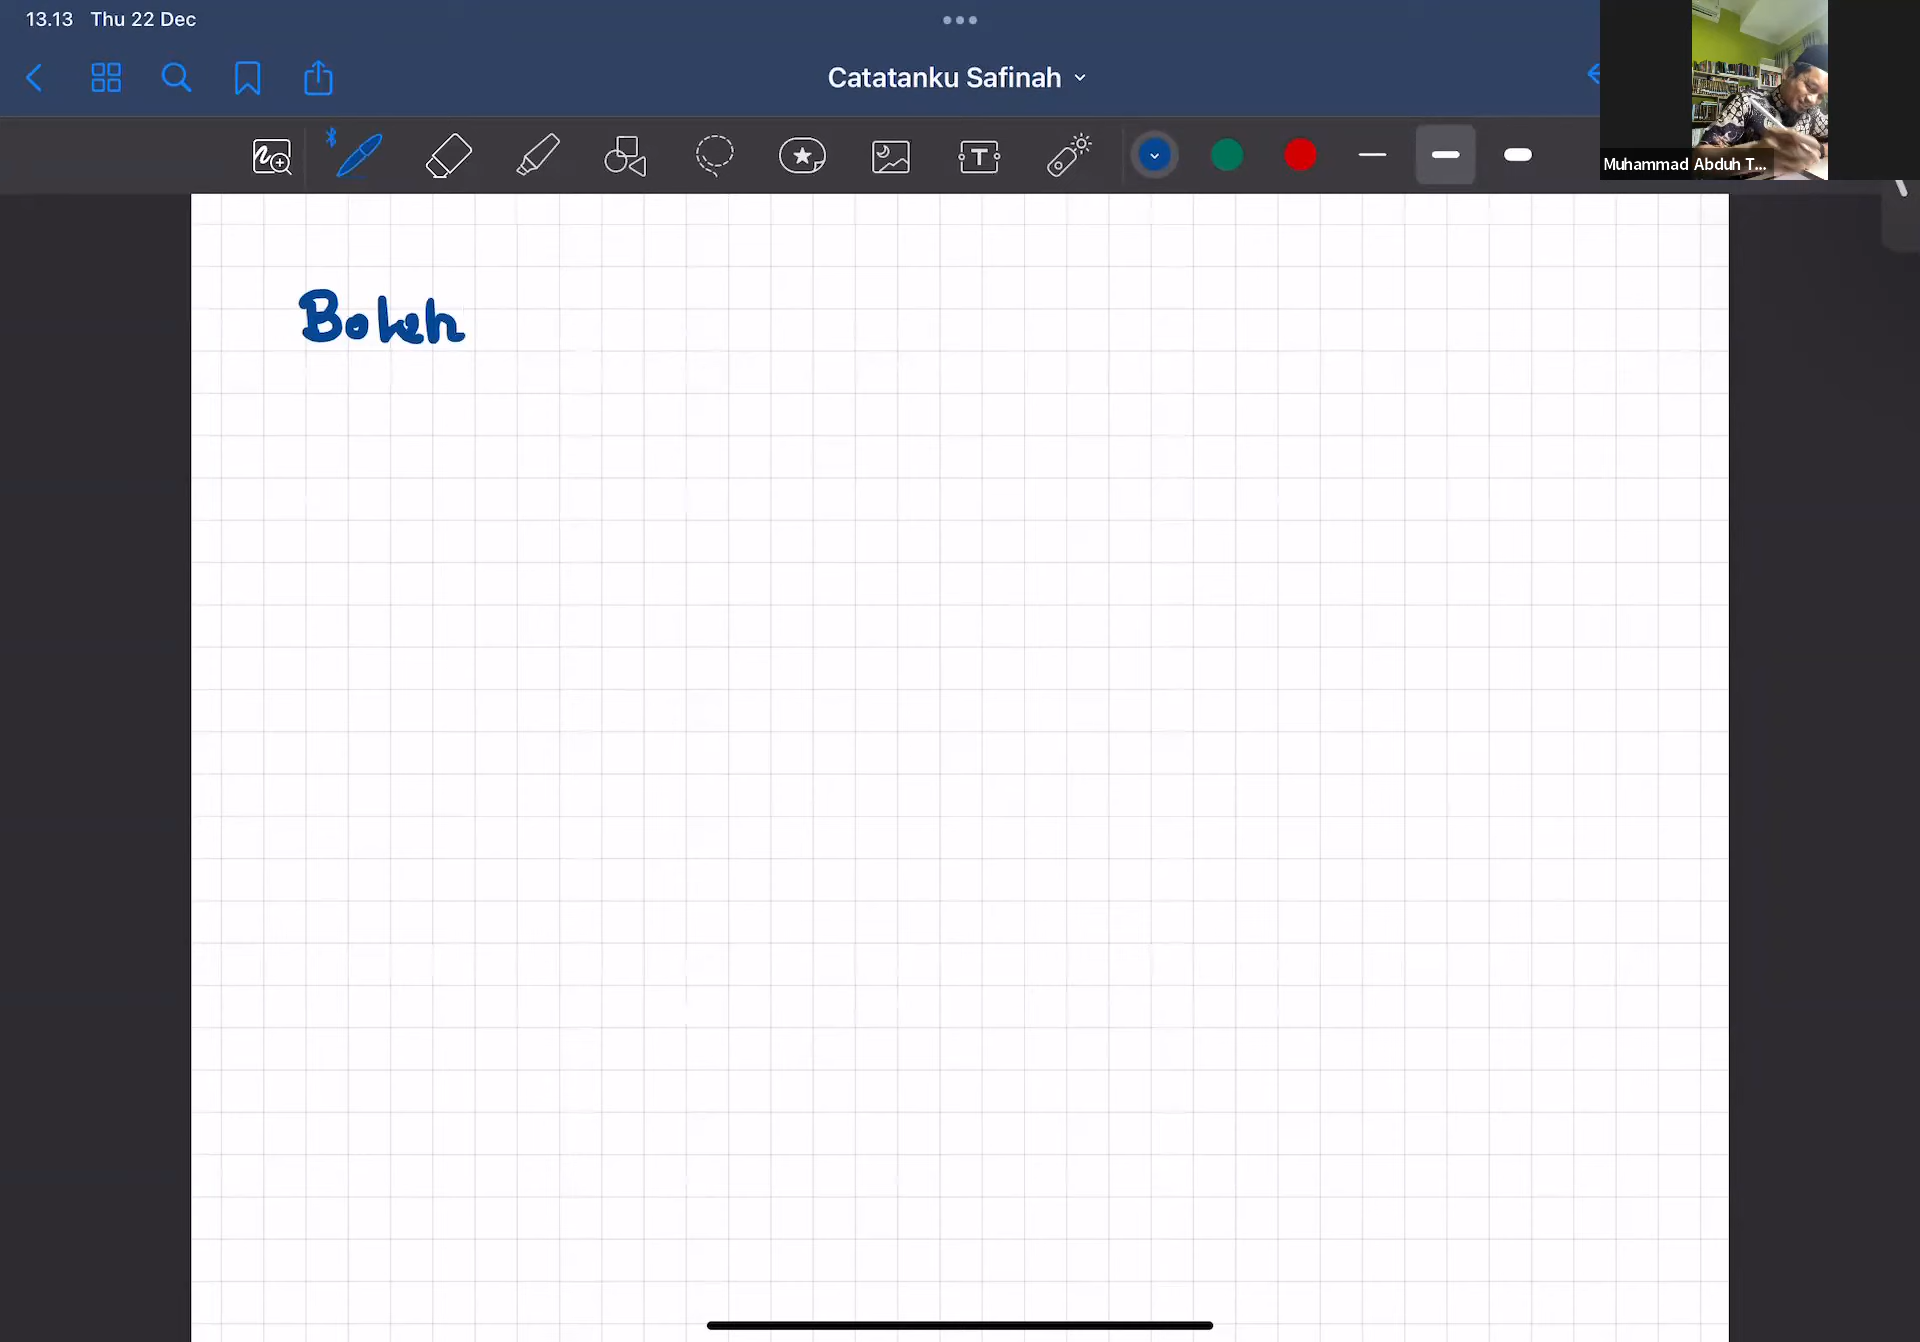 13.13 Thu 22 Dec
Catatanku Safinah
T
Muhammad Abduh T...
Boleh